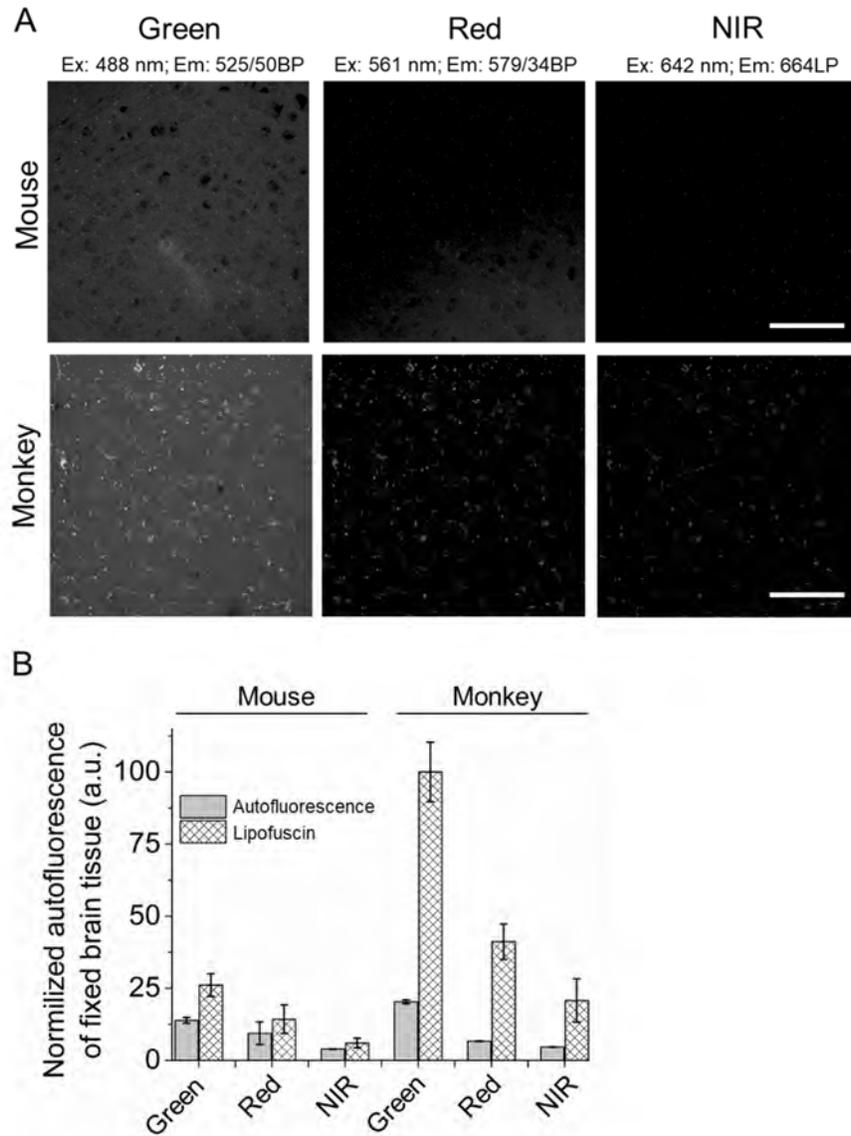 A
Green Red NIR
Ex: 488 nm; Em: 525/50BP Ex: 561 nm; Em: 579/34BP Ex: 642 nm; Em: 664LP
Mouse
Monkey
B
Mouse Monkey
Normilized autofluorescence
of fixed brain tissue (a.u.)
100
75
50
25
0
Autofluorescence
Lipofuscin
Green Red NIR Green Red NIR